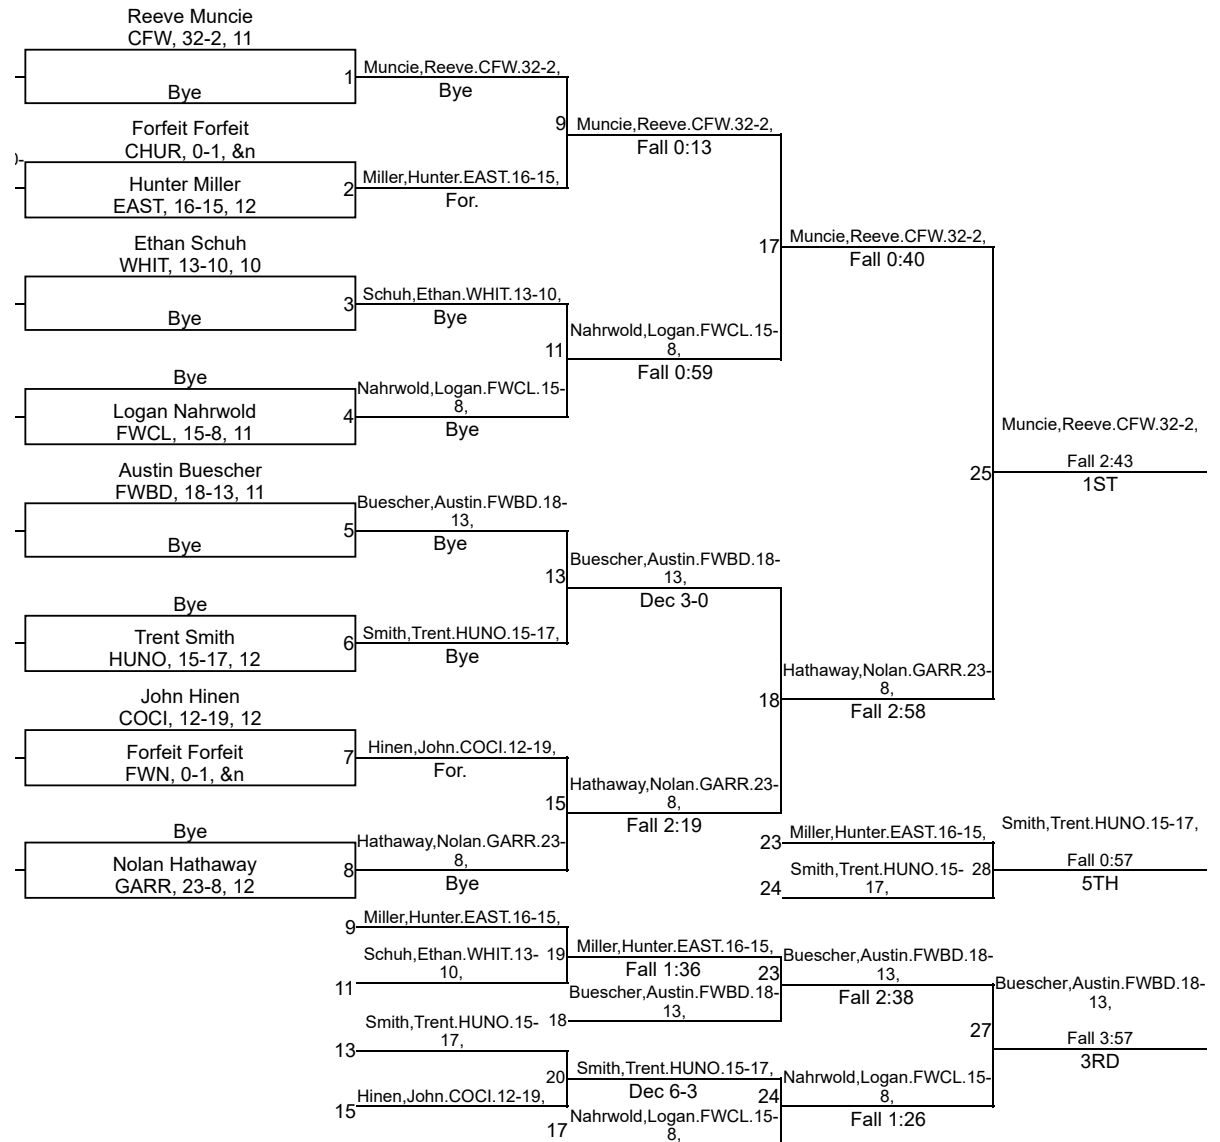 Reeve Muncie
CFW, 32-2, 11
1
Bye
Muncie,Reeve.CFW.32-2,
Bye
9
Muncie,Reeve.CFW.32-2,
Fall 0:13
Forfeit Forfeit
CHUR, 0-1, &n
)-
Hunter Miller
EAST, 16-15, 12
2
Miller,Hunter.EAST.16-15,
For.
17
Muncie,Reeve.CFW.32-2,
Fall 0:40
Ethan Schuh
WHIT, 13-10, 10
3
Bye
Schuh,Ethan.WHIT.13-10,
Bye
11
Nahrwold,Logan.FWCL.15-
8,
Fall 0:59
Bye
Logan Nahrwold
FWCL, 15-8, 11
4
Nahrwold,Logan.FWCL.15-
8,
Bye
25
Muncie,Reeve.CFW.32-2,
Fall 2:43
1ST
Austin Buescher
FWBD, 18-13, 11
5
Bye
Buescher,Austin.FWBD.18-
13,
Bye
13
Buescher,Austin.FWBD.18-
13,
Dec 3-0
Bye
Trent Smith
HUNO, 15-17, 12
6
Smith,Trent.HUNO.15-17,
Bye
18
Hathaway,Nolan.GARR.23-
8,
Fall 2:58
John Hinen
COCI, 12-19, 12
7
Forfeit Forfeit
FWN, 0-1, &n
Hinen,John.COCI.12-19,
For.
15
Hathaway,Nolan.GARR.23-
8,
Fall 2:19
Bye
Nolan Hathaway
GARR, 23-8, 12
8
Hathaway,Nolan.GARR.23-
8,
Bye
23
Miller,Hunter.EAST.16-15,
24
Smith,Trent.HUNO.15-
17,
28
Smith,Trent.HUNO.15-17,
Fall 0:57
5TH
9
Miller,Hunter.EAST.16-15,
11
Schuh,Ethan.WHIT.13-
10,
19
Miller,Hunter.EAST.16-15,
Fall 1:36
18
Buescher,Austin.FWBD.18-
13,
23
Buescher,Austin.FWBD.18-
13,
Fall 2:38
13
Smith,Trent.HUNO.15-
17,
15
Hinen,John.COCI.12-19,
20
Smith,Trent.HUNO.15-17,
Dec 6-3
17
Nahrwold,Logan.FWCL.15-
8,
24
Nahrwold,Logan.FWCL.15-
8,
Fall 1:26
27
Buescher,Austin.FWBD.18-
13,
Fall 3:57
3RD